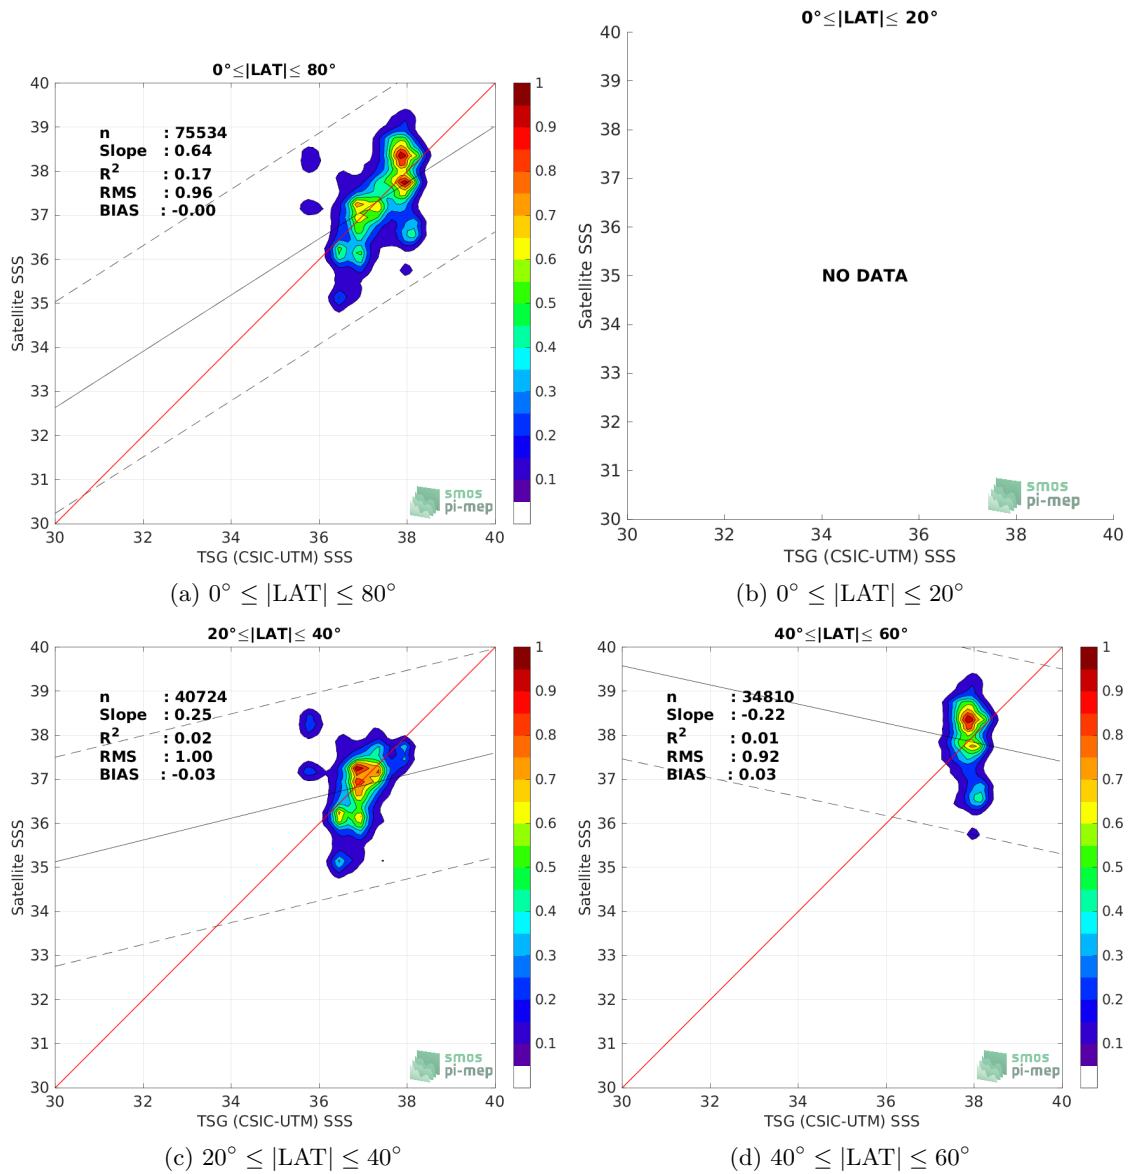 0°≤|LAT|≤ 80°
40
39
38
37
36
35
34
33
32
31
30
30
32
34
36
38
40
Satellite SSS
TSG (CSIC-UTM) SSS
n : 75534
Slope : 0.64
R² : 0.17
RMS : 0.96
BIAS : -0.00
1
0.9
0.8
0.7
0.6
0.5
0.4
0.3
0.2
0.1
smos
pi-mep
(a) 0° ≤ |LAT| ≤ 80°
0°≤|LAT|≤ 20°
40
39
38
37
36
35
34
33
32
31
30
30
32
34
36
38
40
Satellite SSS
TSG (CSIC-UTM) SSS
NO DATA
smos
pi-mep
(b) 0° ≤ |LAT| ≤ 20°
20°≤|LAT|≤ 40°
40
39
38
37
36
35
34
33
32
31
30
30
32
34
36
38
40
Satellite SSS
TSG (CSIC-UTM) SSS
n : 40724
Slope : 0.25
R² : 0.02
RMS : 1.00
BIAS : -0.03
1
0.9
0.8
0.7
0.6
0.5
0.4
0.3
0.2
0.1
smos
pi-mep
(c) 20° ≤ |LAT| ≤ 40°
40°≤|LAT|≤ 60°
40
39
38
37
36
35
34
33
32
31
30
30
32
34
36
38
40
Satellite SSS
TSG (CSIC-UTM) SSS
n : 34810
Slope : -0.22
R² : 0.01
RMS : 0.92
BIAS : 0.03
1
0.9
0.8
0.7
0.6
0.5
0.4
0.3
0.2
0.1
smos
pi-mep
(d) 40° ≤ |LAT| ≤ 60°